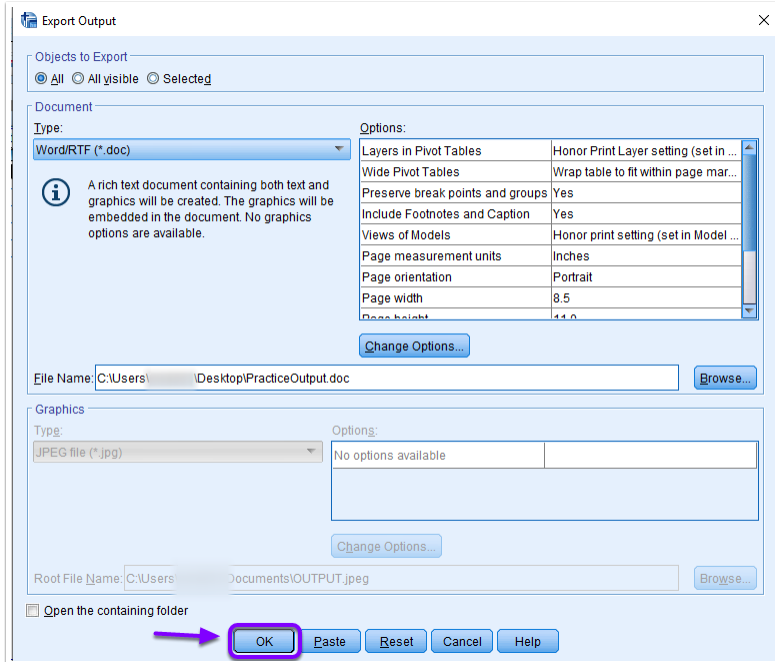 Export Output
Objects to Export
All All visible Selected
Document
Type:
Word/RTF (*.doc)
A rich text document containing both text and
graphics will be created. The graphics will be
embedded in the document. No graphics
options are available.
Options:
Layers in Pivot Tables Honor Print Layer setting (set in ...
Wide Pivot Tables Wrap table to fit within page mar...
Preserve break points and groups Yes
Include Footnotes and Caption Yes
Views of Models Honor print setting (set in Model ...
Page measurement units Inches
Page orientation Portrait
Page width 8.5
Page height 11.0
Change Options...
File Name: C:\Users\ \Desktop\PracticeOutput.doc
Browse...
Graphics
Type:
JPEG file (*.jpg)
Options:
No options available
Change Options...
Root File Name: C:\Users Documents\OUTPUT.jpeg
Browse...
Open the containing folder
OK Paste Reset Cancel Help